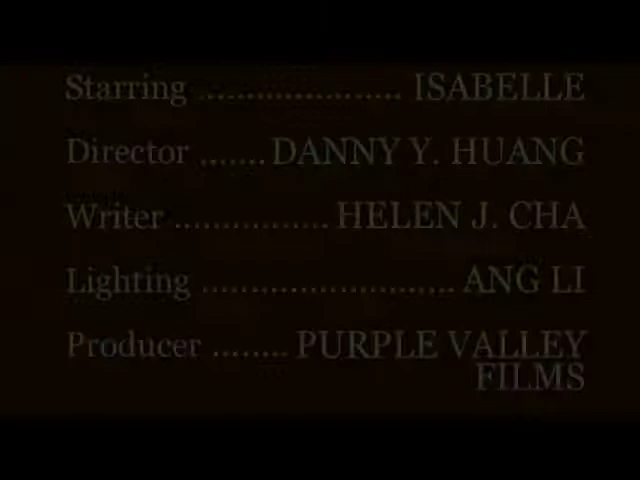 Starring .................... ISABELLE
Director ....... DANNY Y. HUANG
Writer ................ HELEN J. CHA
Lighting .......................... ANG LI
Producer ........ PURPLE VALLEY
FILMS